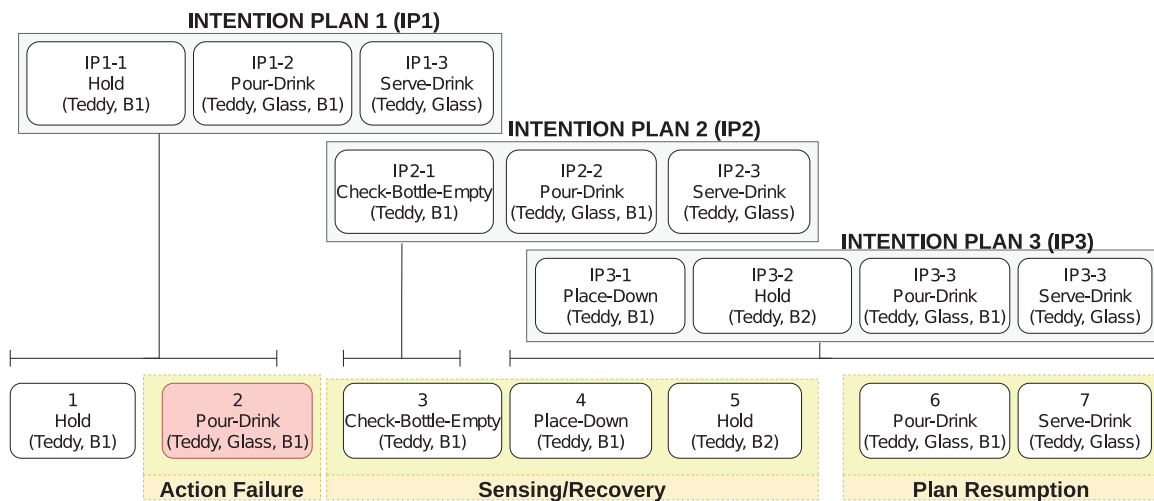 INTENTION PLAN 1 (IP1)
IP1-1
Hold
(Teddy, B1)
IP1-2
Pour-Drink
(Teddy, Glass, B1)
IP1-3
Serve-Drink
(Teddy, Glass)
INTENTION PLAN 2 (IP2)
IP2-1
Check-Bottle-Empty
(Teddy, B1)
IP2-2
Pour-Drink
(Teddy, Glass, B1)
IP2-3
Serve-Drink
(Teddy, Glass)
INTENTION PLAN 3 (IP3)
IP3-1
Place-Down
(Teddy, B1)
IP3-2
Hold
(Teddy, B2)
IP3-3
Pour-Drink
(Teddy, Glass, B1)
IP3-3
Serve-Drink
(Teddy, Glass)
1
Hold
(Teddy, B1)
2
Pour-Drink
(Teddy, Glass, B1)
3
Check-Bottle-Empty
(Teddy, B1)
4
Place-Down
(Teddy, B1)
5
Hold
(Teddy, B2)
6
Pour-Drink
(Teddy, Glass, B1)
7
Serve-Drink
(Teddy, Glass)
Action Failure
Sensing/Recovery
Plan Resumption